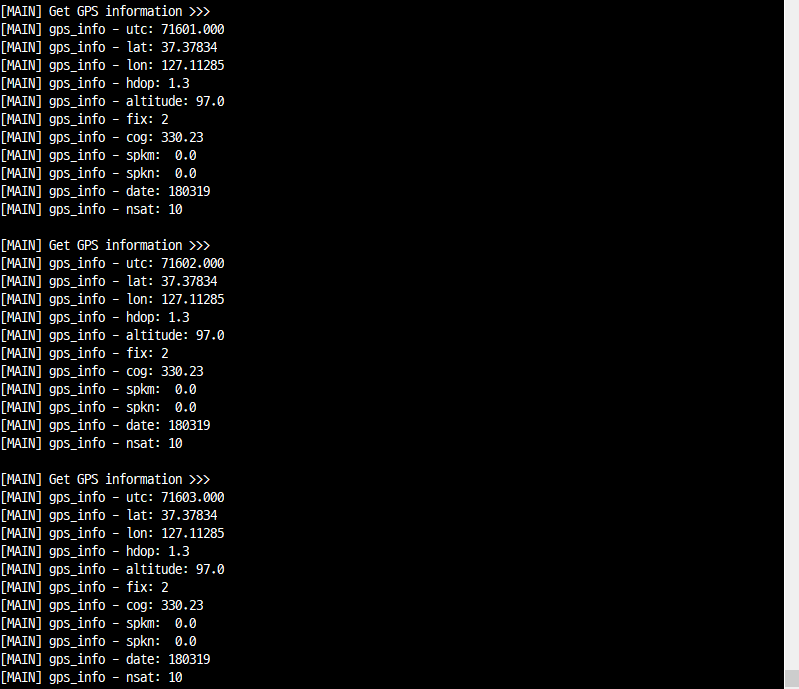 [MAIN] Get GPS information >>>
[MAIN] gps_info - utc: 71601.000
[MAIN] gps_info - lat: 37.37834
[MAIN] gps_info - lon: 127.11285
[MAIN] gps_info - hdop: 1.3
[MAIN] gps_info - altitude: 97.0
[MAIN] gps_info - fix: 2
[MAIN] gps_info - cog: 330.23
[MAIN] gps_info - spkm:  0.0
[MAIN] gps_info - spkn:  0.0
[MAIN] gps_info - date: 180319
[MAIN] gps_info - nsat: 10

[MAIN] Get GPS information >>>
[MAIN] gps_info - utc: 71602.000
[MAIN] gps_info - lat: 37.37834
[MAIN] gps_info - lon: 127.11285
[MAIN] gps_info - hdop: 1.3
[MAIN] gps_info - altitude: 97.0
[MAIN] gps_info - fix: 2
[MAIN] gps_info - cog: 330.23
[MAIN] gps_info - spkm:  0.0
[MAIN] gps_info - spkn:  0.0
[MAIN] gps_info - date: 180319
[MAIN] gps_info - nsat: 10

[MAIN] Get GPS information >>>
[MAIN] gps_info - utc: 71603.000
[MAIN] gps_info - lat: 37.37834
[MAIN] gps_info - lon: 127.11285
[MAIN] gps_info - hdop: 1.3
[MAIN] gps_info - altitude: 97.0
[MAIN] gps_info - fix: 2
[MAIN] gps_info - cog: 330.23
[MAIN] gps_info - spkm:  0.0
[MAIN] gps_info - spkn:  0.0
[MAIN] gps_info - date: 180319
[MAIN] gps_info - nsat: 10